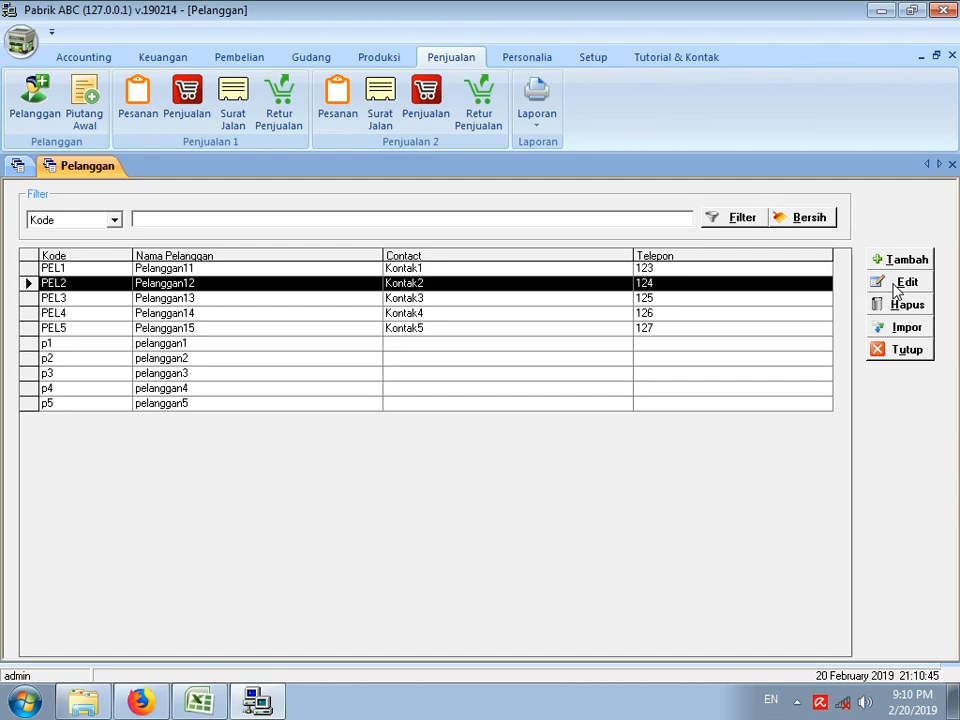 Pabrik ABC (127.0.0.1) v.190214 - [Pelanggan]
Accounting Keuangan Pembelian Gudang Produksi Penjualan Personalia Setup Tutorial & Kontak
Pelanggan Piutang Awal Pesanan Penjualan Surat Jalan Retur Penjualan Pesanan Surat Jalan Penjualan Retur Penjualan Laporan
Pelanggan Penjualan 1 Penjualan 2 Laporan
Pelanggan
Filter
Kode Filter Bersih
Kode Nama Pelanggan Contact Telepon
PEL1 Pelanggan11 Kontak1 123
PEL2 Pelanggan12 Kontak2 124
PEL3 Pelanggan13 Kontak3 125
PEL4 Pelanggan14 Kontak4 126
PEL5 Pelanggan15 Kontak5 127
p1 pelanggan1
p2 pelanggan2
p3 pelanggan3
p4 pelanggan4
p5 pelanggan5
Tambah
Edit
Hapus
Impor
Tutup
admin 20 February 2019 21:10:45
EN 9:10 PM
2/20/2019